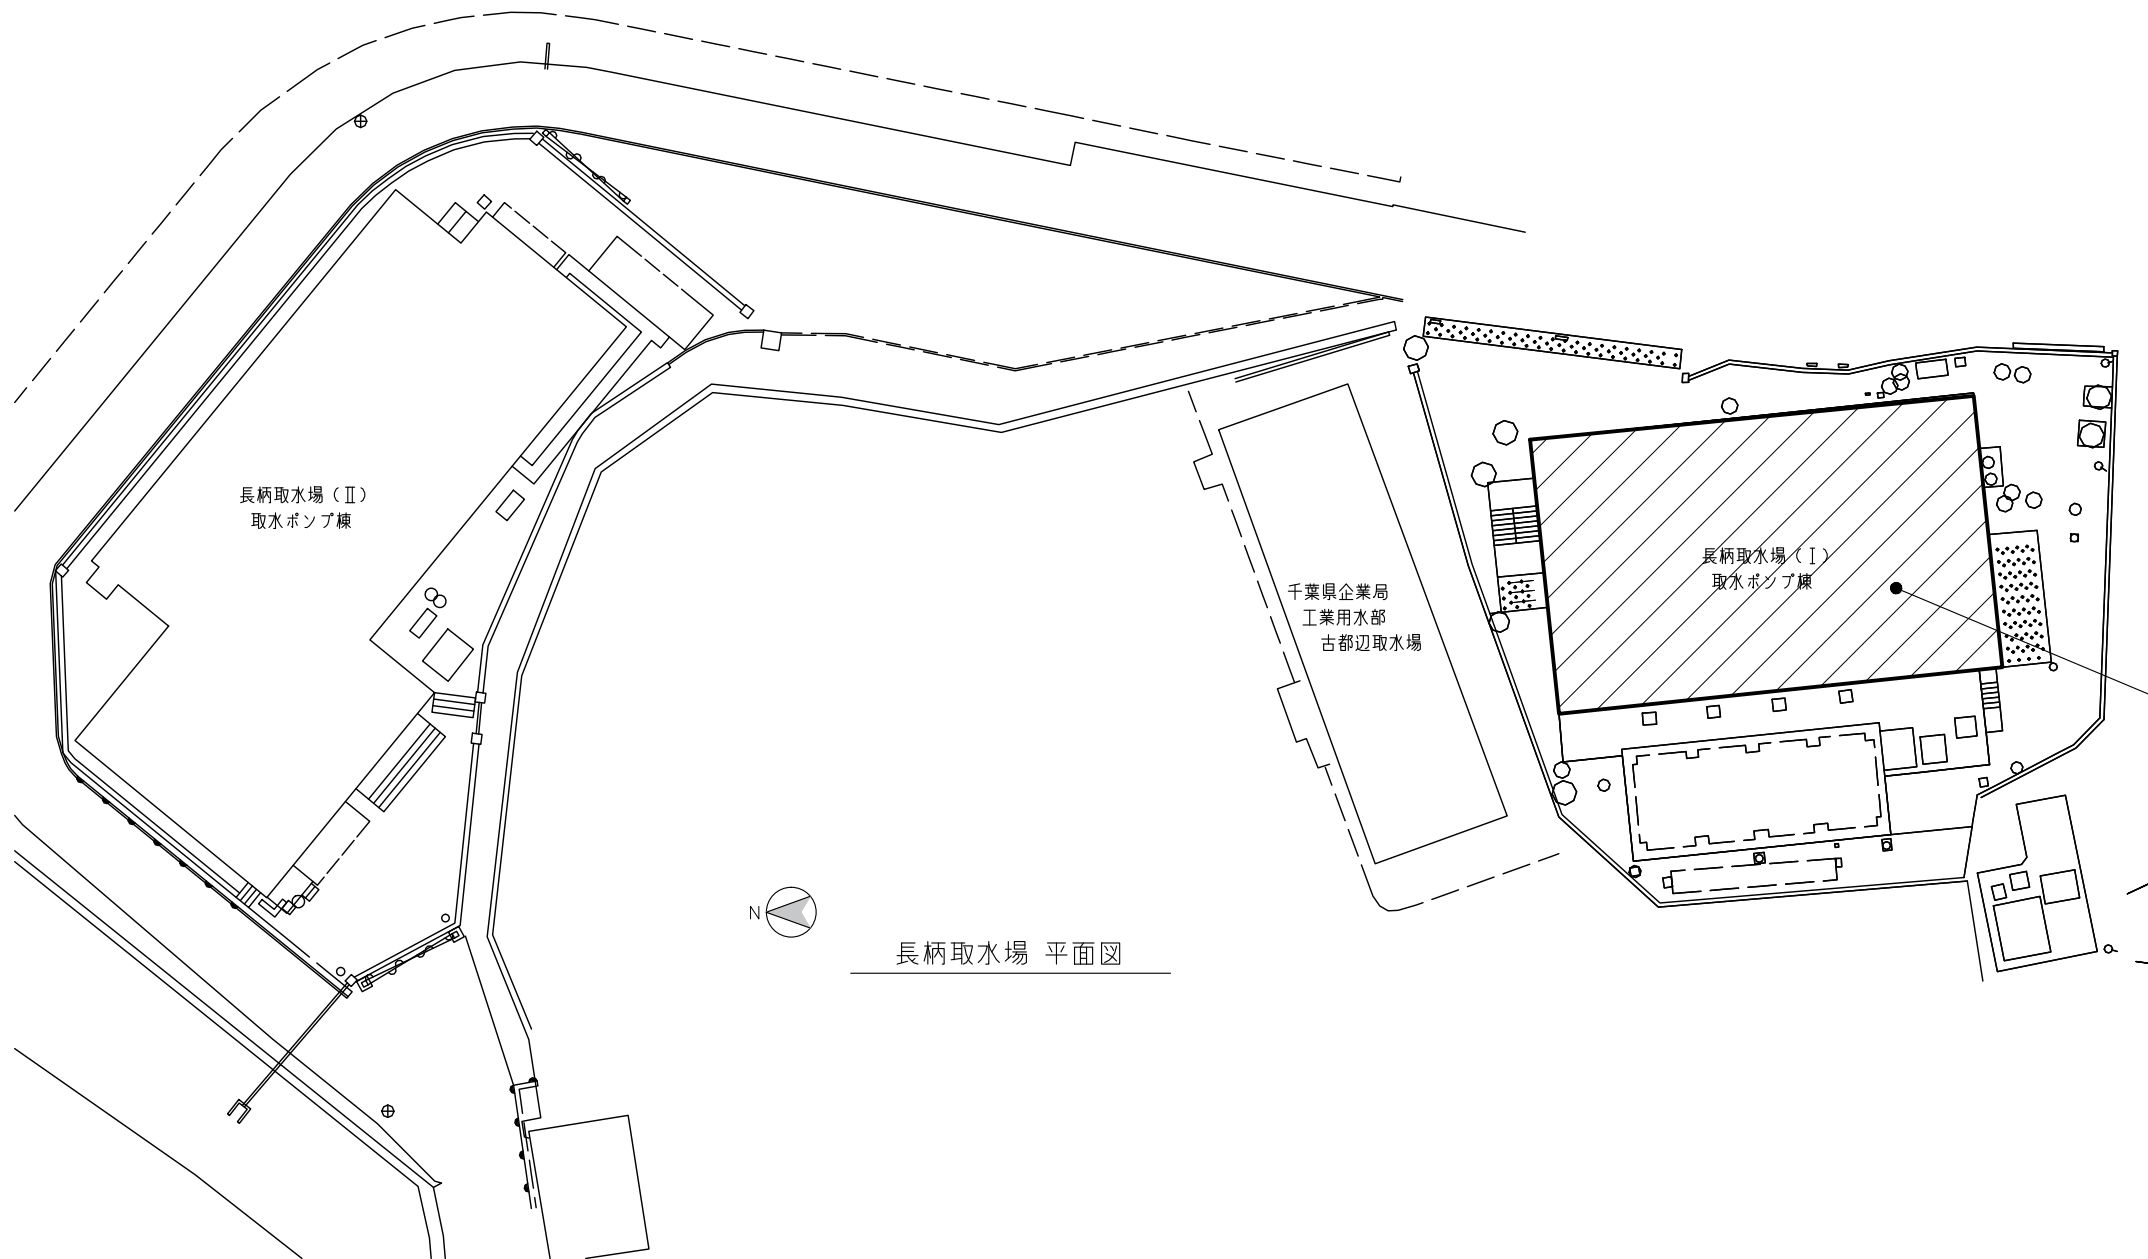 長柄取水場（Ⅱ）
取水ポンプ棟
長柄取水場（Ⅰ）
取水ポンプ棟
千葉県企業局
工業用水部
古都辺取水場
N
長柄取水場 平面図